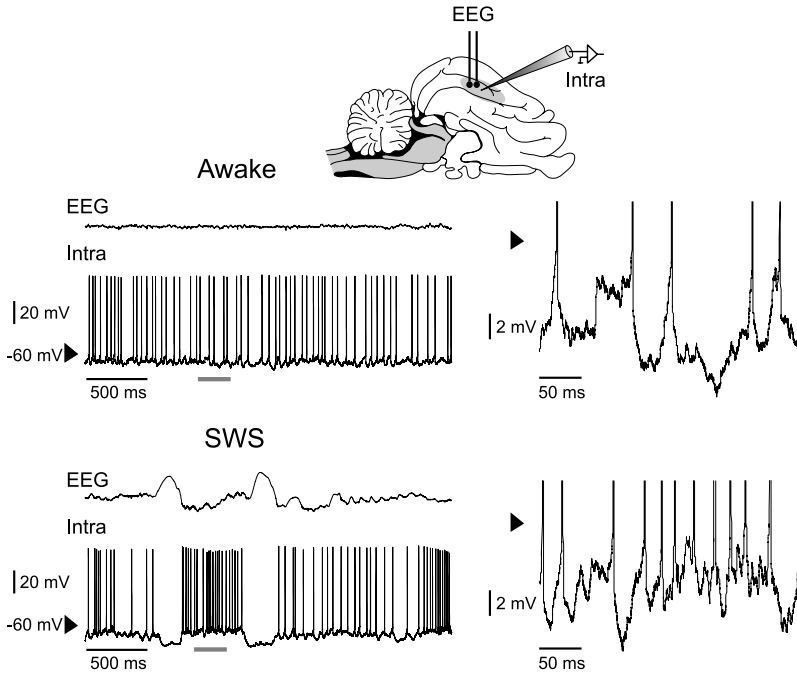 EEG
Intra
Awake
EEG
Intra
20 mV
-60 mV
500 ms
2 mV
50 ms
SWS
EEG
Intra
20 mV
-60 mV
500 ms
2 mV
50 ms